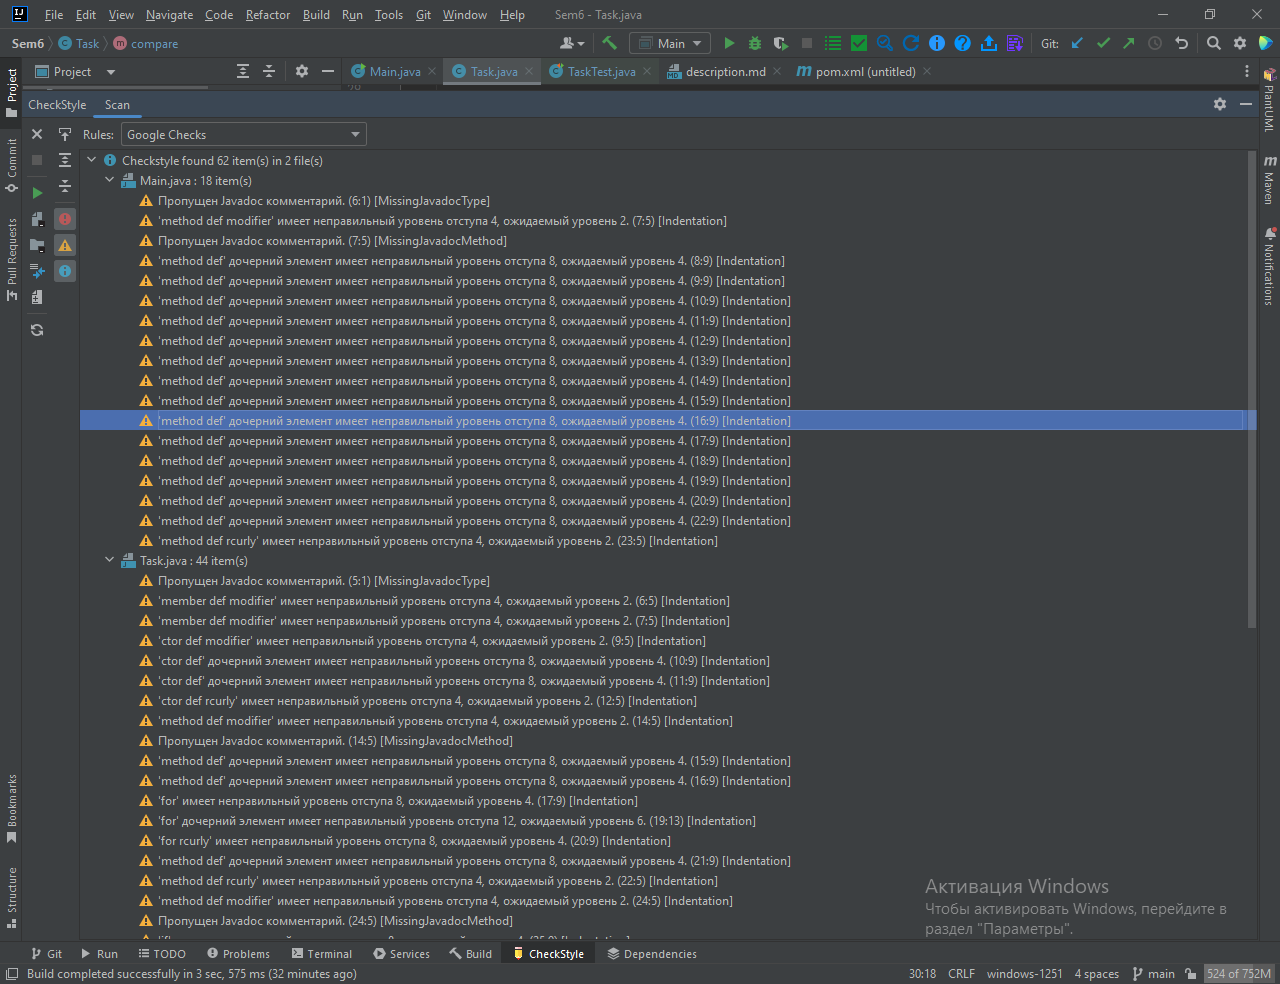 IJ File Edit View Navigate Code Refactor Build Run Tools Git Window Help Sem6 - Task.java
Sem6 Task m compare Main Git:
Project Main.java Task.java TaskTest.java description.md m pom.xml (untitled)
CheckStyle Scan
Rules: Google Checks
Checkstyle found 62 item(s) in 2 file(s)
Main.java : 18 item(s)
Пропущен Javadoc комментарий. (6:1) [MissingJavadocType]
'method def modifier' имеет неправильный уровень отступа 4, ожидаемый уровень 2. (7:5) [Indentation]
Пропущен Javadoc комментарий. (7:5) [MissingJavadocMethod]
'method def' дочерний элемент имеет неправильный уровень отступа 8, ожидаемый уровень 4. (8:9) [Indentation]
'method def' дочерний элемент имеет неправильный уровень отступа 8, ожидаемый уровень 4. (9:9) [Indentation]
'method def' дочерний элемент имеет неправильный уровень отступа 8, ожидаемый уровень 4. (10:9) [Indentation]
'method def' дочерний элемент имеет неправильный уровень отступа 8, ожидаемый уровень 4. (11:9) [Indentation]
'method def' дочерний элемент имеет неправильный уровень отступа 8, ожидаемый уровень 4. (12:9) [Indentation]
'method def' дочерний элемент имеет неправильный уровень отступа 8, ожидаемый уровень 4. (13:9) [Indentation]
'method def' дочерний элемент имеет неправильный уровень отступа 8, ожидаемый уровень 4. (14:9) [Indentation]
'method def' дочерний элемент имеет неправильный уровень отступа 8, ожидаемый уровень 4. (15:9) [Indentation]
'method def' дочерний элемент имеет неправильный уровень отступа 8, ожидаемый уровень 4. (16:9) [Indentation]
'method def' дочерний элемент имеет неправильный уровень отступа 8, ожидаемый уровень 4. (17:9) [Indentation]
'method def' дочерний элемент имеет неправильный уровень отступа 8, ожидаемый уровень 4. (18:9) [Indentation]
'method def' дочерний элемент имеет неправильный уровень отступа 8, ожидаемый уровень 4. (19:9) [Indentation]
'method def' дочерний элемент имеет неправильный уровень отступа 8, ожидаемый уровень 4. (20:9) [Indentation]
'method def' дочерний элемент имеет неправильный уровень отступа 8, ожидаемый уровень 4. (22:9) [Indentation]
'method def rcurly' имеет неправильный уровень отступа 4, ожидаемый уровень 2. (23:5) [Indentation]
Task.java : 44 item(s)
Пропущен Javadoc комментарий. (5:1) [MissingJavadocType]
'member def modifier' имеет неправильный уровень отступа 4, ожидаемый уровень 2. (6:5) [Indentation]
'member def modifier' имеет неправильный уровень отступа 4, ожидаемый уровень 2. (7:5) [Indentation]
'ctor def modifier' имеет неправильный уровень отступа 4, ожидаемый уровень 2. (9:5) [Indentation]
'ctor def' дочерний элемент имеет неправильный уровень отступа 8, ожидаемый уровень 4. (10:9) [Indentation]
'ctor def' дочерний элемент имеет неправильный уровень отступа 8, ожидаемый уровень 4. (11:9) [Indentation]
'ctor def rcurly' имеет неправильный уровень отступа 4, ожидаемый уровень 2. (12:5) [Indentation]
'method def modifier' имеет неправильный уровень отступа 4, ожидаемый уровень 2. (14:5) [Indentation]
Пропущен Javadoc комментарий. (14:5) [MissingJavadocMethod]
'method def' дочерний элемент имеет неправильный уровень отступа 8, ожидаемый уровень 4. (15:9) [Indentation]
'method def' дочерний элемент имеет неправильный уровень отступа 8, ожидаемый уровень 4. (16:9) [Indentation]
'for' имеет неправильный уровень отступа 8, ожидаемый уровень 4. (17:9) [Indentation]
'for' дочерний элемент имеет неправильный уровень отступа 12, ожидаемый уровень 6. (19:13) [Indentation]
'for rcurly' имеет неправильный уровень отступа 8, ожидаемый уровень 4. (20:9) [Indentation]
'method def' дочерний элемент имеет неправильный уровень отступа 8, ожидаемый уровень 4. (21:9) [Indentation]
'method def rcurly' имеет неправильный уровень отступа 4, ожидаемый уровень 2. (22:5) [Indentation]
'method def modifier' имеет неправильный уровень отступа 4, ожидаемый уровень 2. (24:5) [Indentation]
Пропущен Javadoc комментарий. (24:5) [MissingJavadocMethod]
Project
Commit
Pull Requests
Bookmarks
Structure
PlantUML
m Maven
Notifications
Активация Windows
Чтобы активировать Windows, перейдите в
раздел "Параметры".
Git Run TODO Problems Terminal Services Build CheckStyle Dependencies
Build completed successfully in 3 sec, 575 ms (32 minutes ago) 30:18 CRLF windows-1251 4 spaces main 524 of 752M